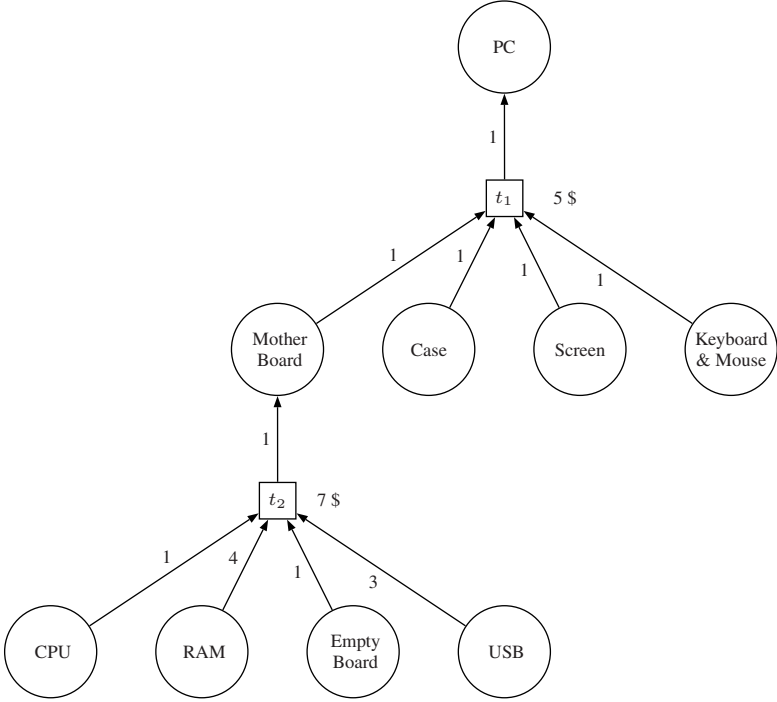 PC
1
t1
5 $
1
1
1
1
Mother
Board
Case
Screen
Keyboard
& Mouse
1
t2
7 $
1
4
1
3
CPU
RAM
Empty
Board
USB